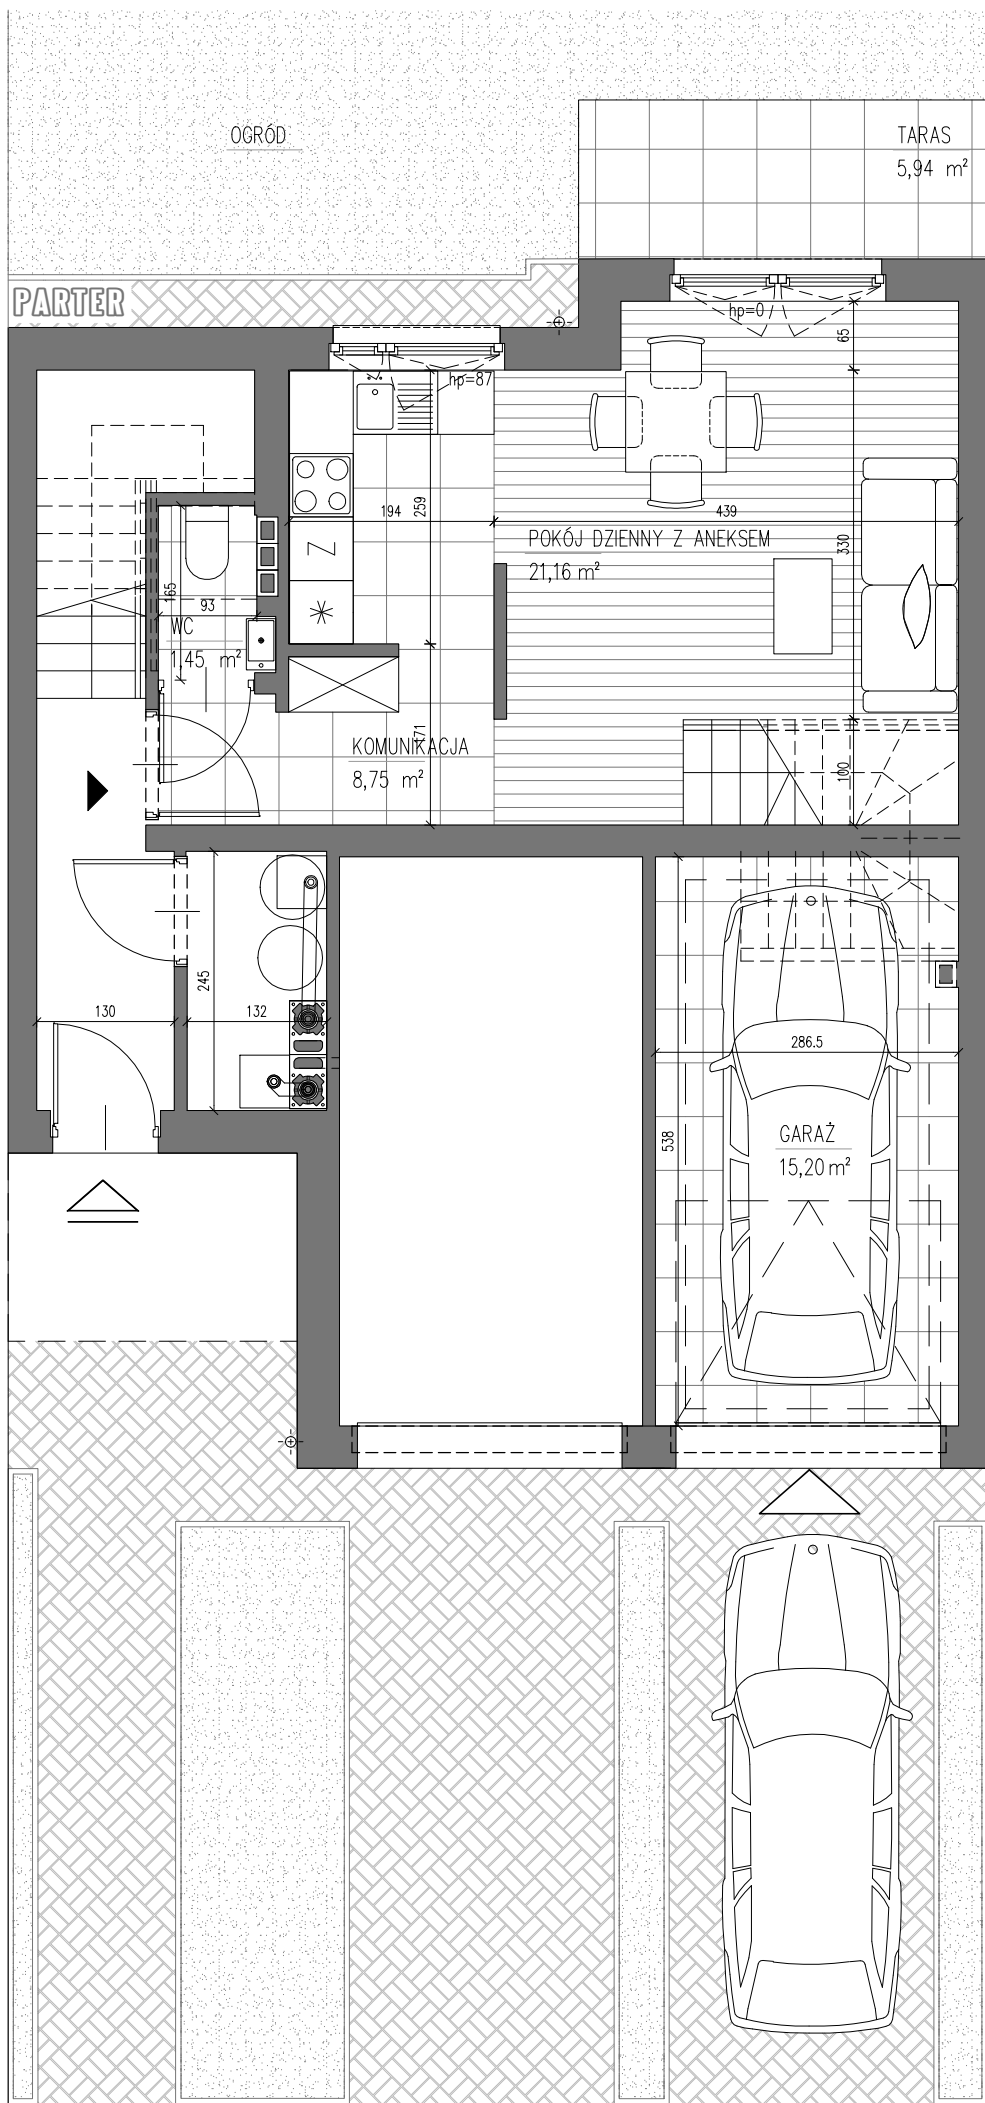 OGRÓD
TARAS
5,94 m²
PARTER
hp=0
65
hp=87
194
259
439
POKÓJ DZIENNY Z ANEKSEM
330
21,16 m²
Z
165
93
WC
1,45 m²
171
KOMUNIKACJA
8,75 m²
100
245
130
132
286.5
538
GARAŻ
15,20 m²